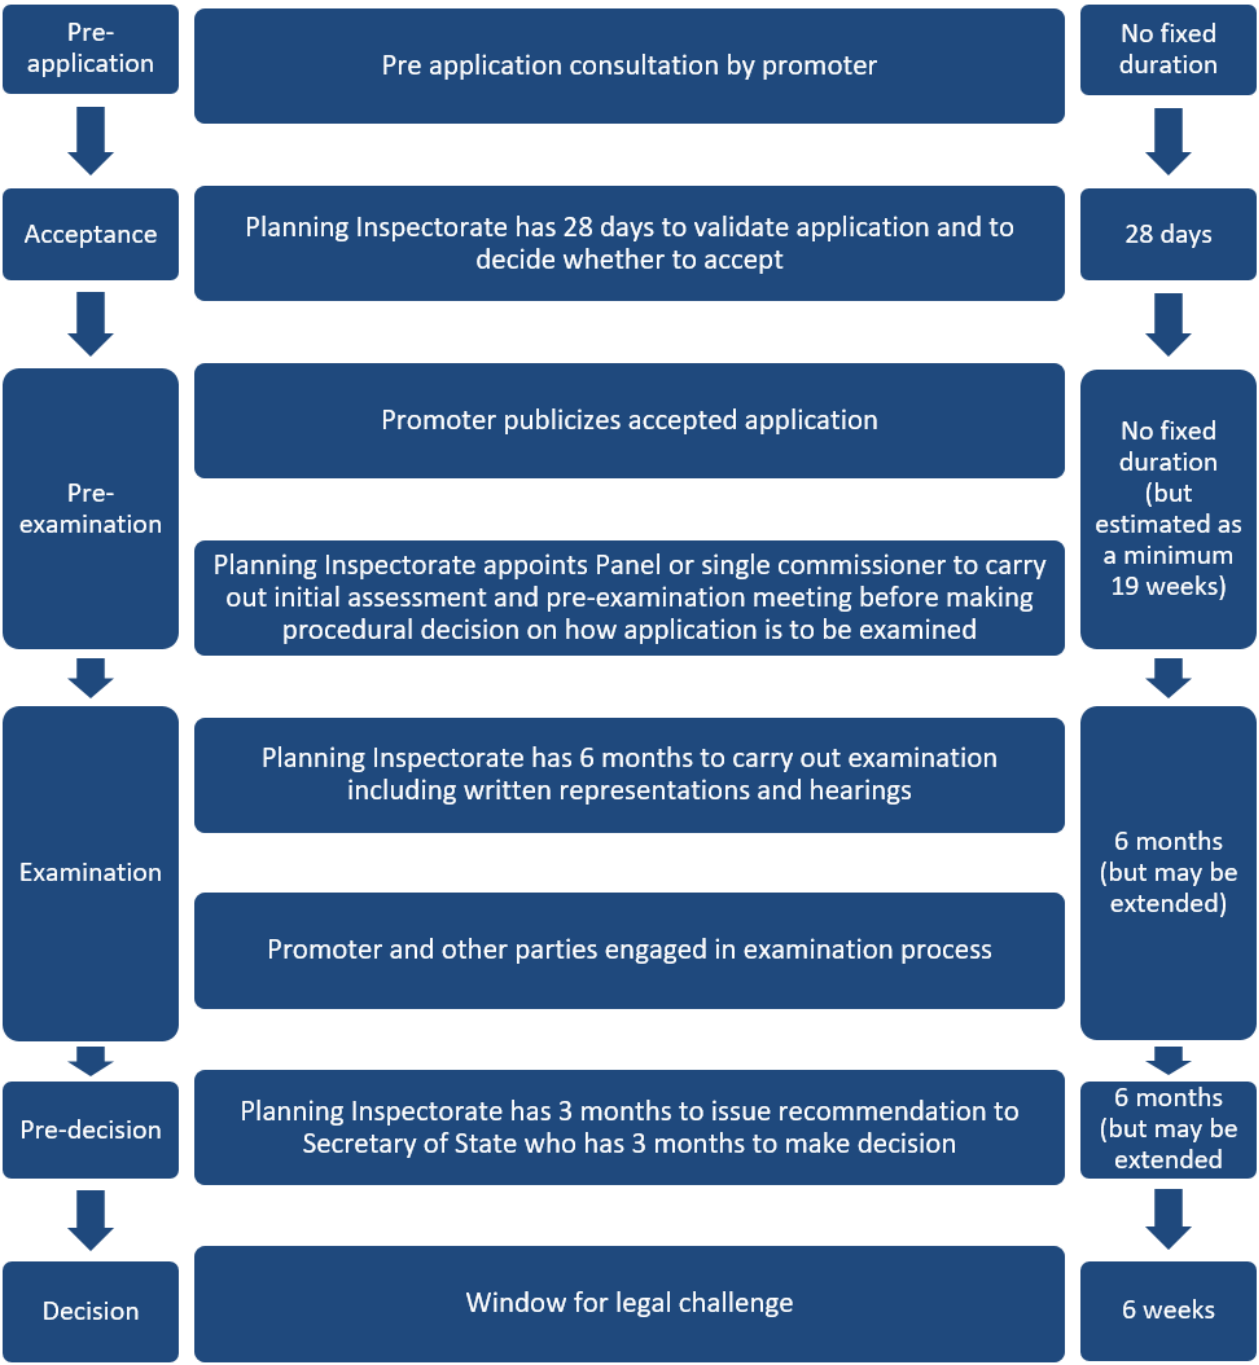 Pre-
application
Pre application consultation by promoter
No fixed
duration
Acceptance
Planning Inspectorate has 28 days to validate application and to
decide whether to accept
28 days
Pre-
examination
Promoter publicizes accepted application
Planning Inspectorate appoints Panel or single commissioner to carry
out initial assessment and pre-examination meeting before making
procedural decision on how application is to be examined
No fixed
duration
(but
estimated as
a minimum
19 weeks)
Examination
Planning Inspectorate has 6 months to carry out examination
including written representations and hearings
Promoter and other parties engaged in examination process
6 months
(but may be
extended)
Pre-decision
Planning Inspectorate has 3 months to issue recommendation to
Secretary of State who has 3 months to make decision
6 months
(but may be
extended
Decision
Window for legal challenge
6 weeks